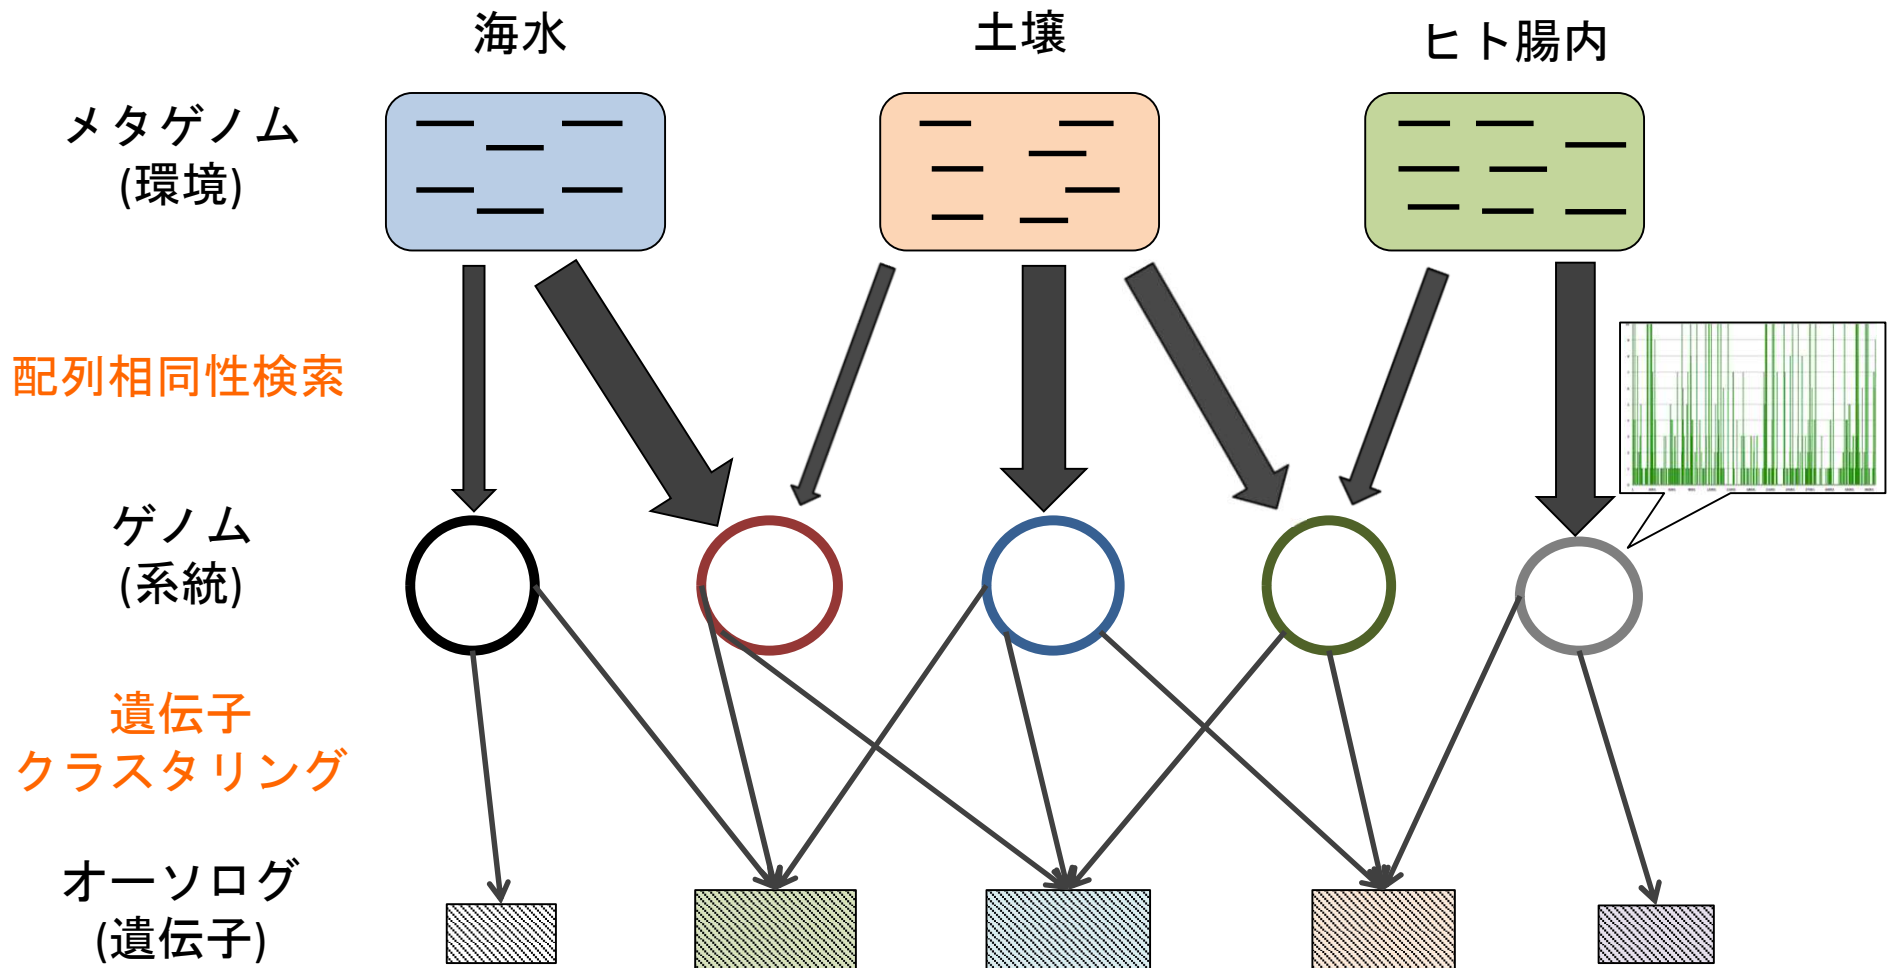 海水
土壌
ヒト腸内
メタゲノム
(環境)
配列相同性検索
ゲノム
(系統)
遺伝子
クラスタリング
オーソログ
(遺伝子)